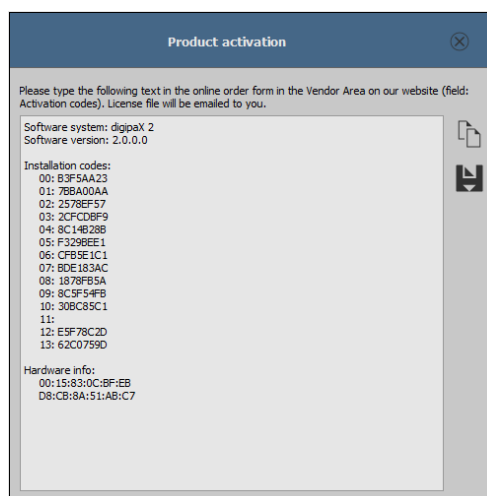 Product activation
Please type the following text in the online order form in the Vendor Area on our website (field:
Activation codes). License file will be emailed to you.
Software system: digipaX 2
Software version: 2.0.0.0
Installation codes:
00: B3F5AA23
01: 7BBA00AA
02: 2578EF57
03: 2CFCDBF9
04: 8C14B28B
05: F329BEE1
06: CFB5E1C1
07: BDE183AC
08: 1878FB5A
09: 8C5F54FB
10: 30BC85C1
11:
12: E5F78C2D
13: 62C0759D
Hardware info:
00:15:83:0C:BF:EB
D8:CB:8A:51:AB:C7